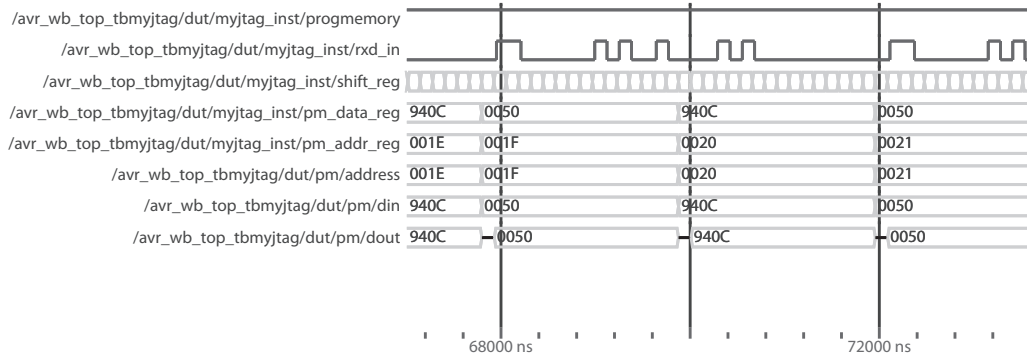 /avr_wb_top_tbmyjtag/dut/myjtag_inst/progmemory
/avr_wb_top_tbmyjtag/dut/myjtag_inst/rxd_in
/avr_wb_top_tbmyjtag/dut/myjtag_inst/shift_reg
/avr_wb_top_tbmyjtag/dut/myjtag_inst/pm_data_reg 940C 0050 940C 0050
/avr_wb_top_tbmyjtag/dut/myjtag_inst/pm_addr_reg 001E 001F 0020 0021
/avr_wb_top_tbmyjtag/dut/pm/address 001E 001F 0020 0021
/avr_wb_top_tbmyjtag/dut/pm/din 940C 0050 940C 0050
/avr_wb_top_tbmyjtag/dut/pm/dout 940C 0050 940C 0050
68000 ns 72000 ns